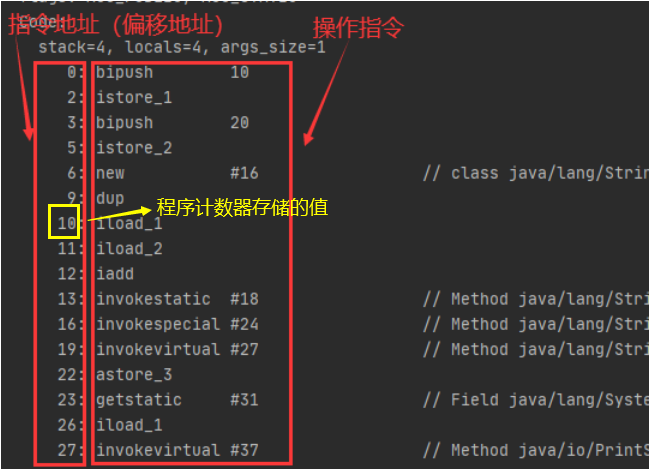 Code:
指令地址（偏移地址）
操作指令
stack=4, locals=4, args_size=1
0: bipush 10
2: istore_1
3: bipush 20
5: istore_2
6: new #16 // class java/lang/Strin
9: dup
程序计数器存储的值
10: iload_1
11: iload_2
12: iadd
13: invokestatic #18 // Method java/lang/Stri
16: invokespecial #24 // Method java/lang/Stri
19: invokevirtual #27 // Method java/lang/Stri
22: astore_3
23: getstatic #31 // Field java/lang/Syste
26: iload_1
27: invokevirtual #37 // Method java/io/PrintS